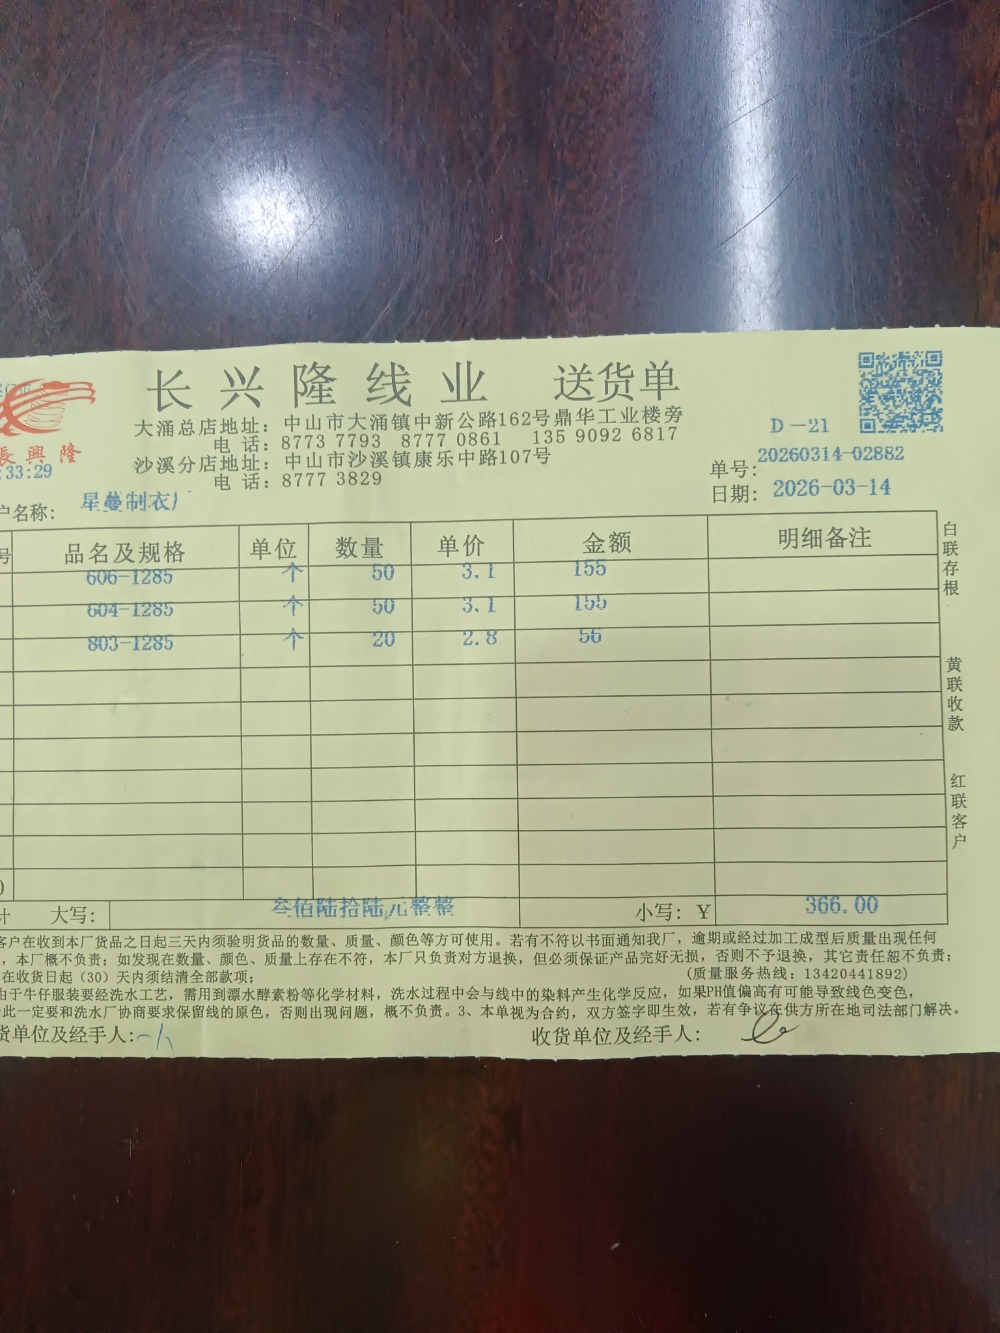 长兴隆线业 送货单
大涌总店地址：中山市大涌镇中新公路162号鼎华工业楼旁
电 话：8773 7793 8777 0861 135 9092 6817
沙溪分店地址：中山市沙溪镇康乐中路107号
电 话：8777 3829
D－21
長興隆
:33:29
单号：20260314-02882
日期：2026-03-14
户名称：星蔓制衣厂
号 品名及规格 单位 数量 单价 金额 明细备注
606-1285 个 50 3.1 155
604-1285 个 50 3.1 155
803-1285 个 20 2.8 56
计 大写：叁佰陆拾陆元整整 小写：￥ 366.00
白联存根
黄联收款
红联客户
客户在收到本厂货品之日起三天内须验明货品的数量、质量、颜色等方可使用。若有不符以书面通知我厂，逾期或经过加工成型后质量出现任何
，本厂概不负责；如发现在数量、颜色、质量上存在不符，本厂只负责对方退换，但必须保证产品完好无损，否则不予退换，其它责任恕不负责；
在收货日起（30）天内须结清全部款项； (质量服务热线：13420441892)
由于牛仔服装要经洗水工艺，需用到漂水酵素粉等化学材料，洗水过程中会与线中的染料产生化学反应，如果PH值偏高有可能导致线色变色，
此一定要和洗水厂协商要求保留线的原色，否则出现问题，概不负责。3、本单视为合约，双方签字即生效，若有争议在供方所在地司法部门解决。
货单位及经手人： 收货单位及经手人：